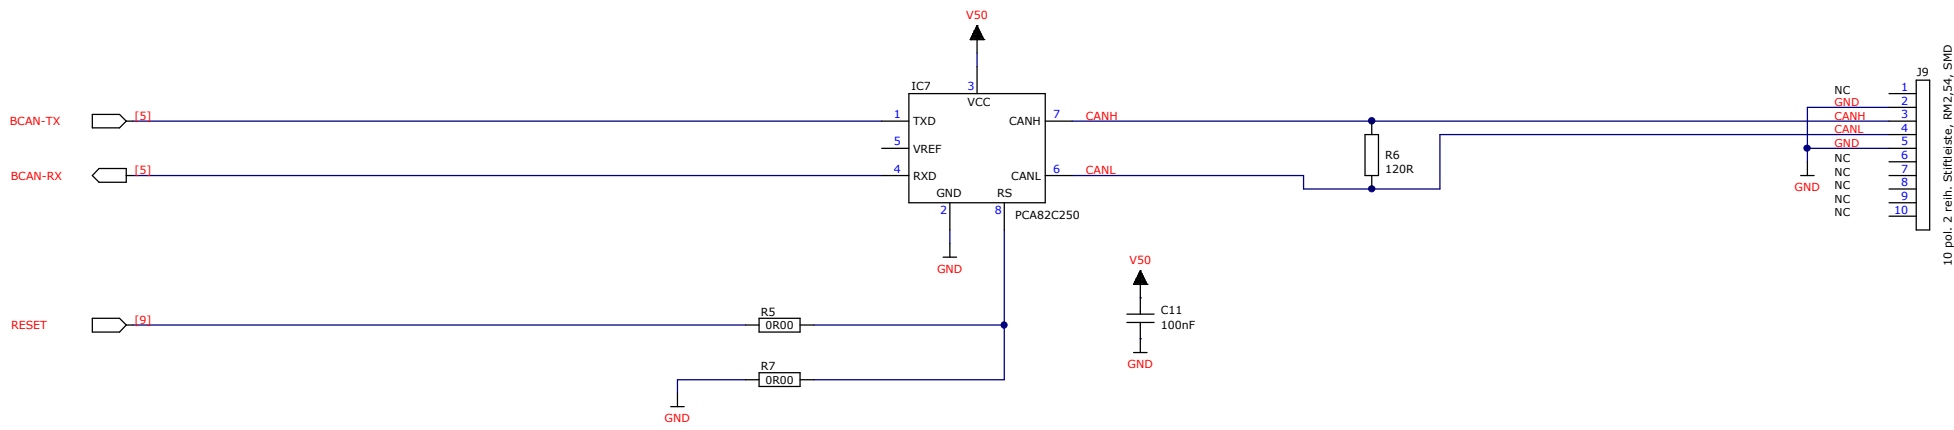 V50
IC7
3
VCC
BCAN-TX
[5]
1
TXD
CANH
7
CANH
5
VREF
BCAN-RX
[5]
4
RXD
CANL
6
CANL
GND
RS
2
8
PCA82C250
GND
R6
120R
J9
NC
1
GND
2
CANH
3
CANL
4
GND
5
NC
6
NC
7
NC
8
NC
9
NC
10
GND
10 pol. 2 reih. Stiftleiste, RM2,54, SMD
V50
C11
100nF
GND
RESET
[9]
R5
0R00
R7
0R00
GND